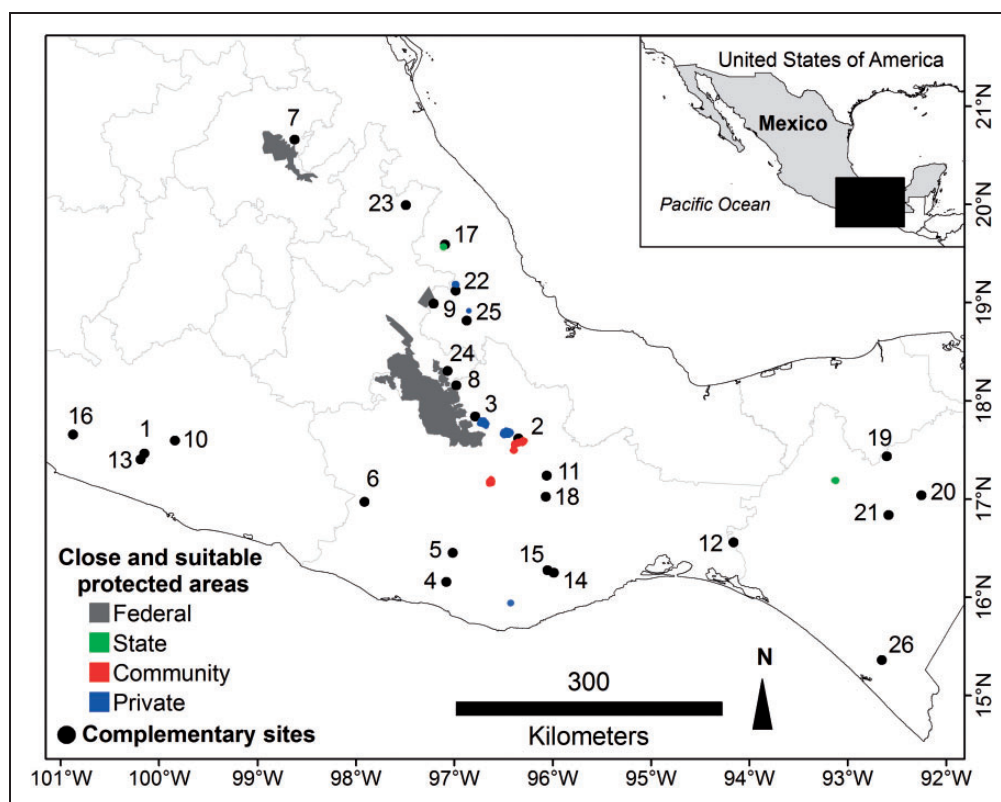 United States of America
Mexico
Pacific Ocean
7
23
17
22
9
25
24
8
3
2
16
1
10
13
6
11
18
19
20
21
12
5
4
15
14
26
Close and suitable
protected areas
Federal
State
Community
Private
Complementary sites
300
Kilometers
N
21°N
20°N
19°N
18°N
17°N
16°N
15°N
101°W 100°W 99°W 98°W 97°W 96°W 95°W 94°W 93°W 92°W